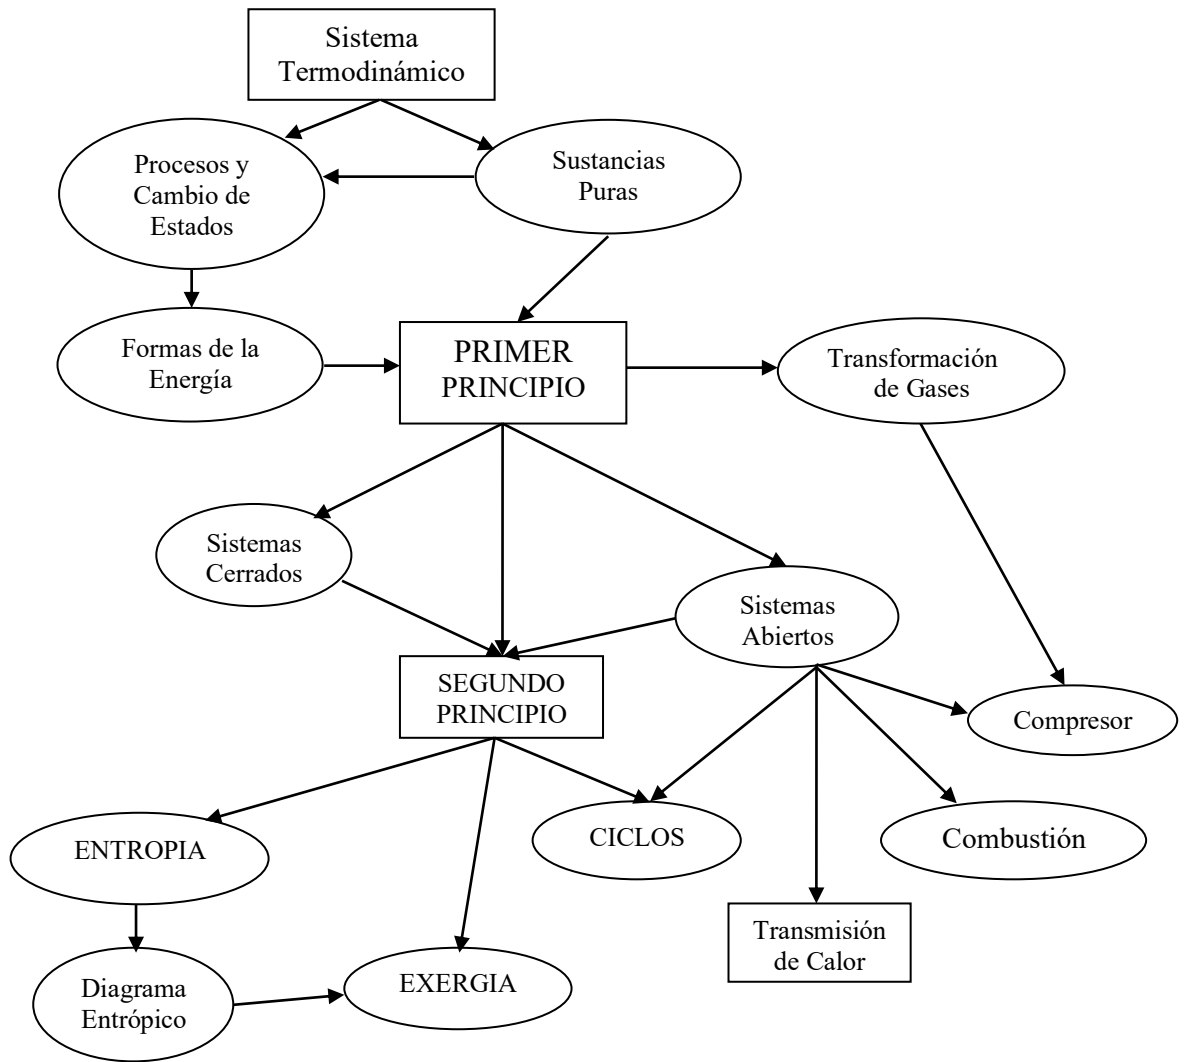 Sistema
Termodinámico
Procesos y
Cambio de
Estados
Sustancias
Puras
Formas de la
Energía
PRIMER
PRINCIPIO
Transformación
de Gases
Sistemas
Cerrados
Sistemas
Abiertos
SEGUNDO
PRINCIPIO
Compresor
ENTROPIA
CICLOS
Combustión
Transmisión
de Calor
Diagrama
Entrópico
EXERGIA